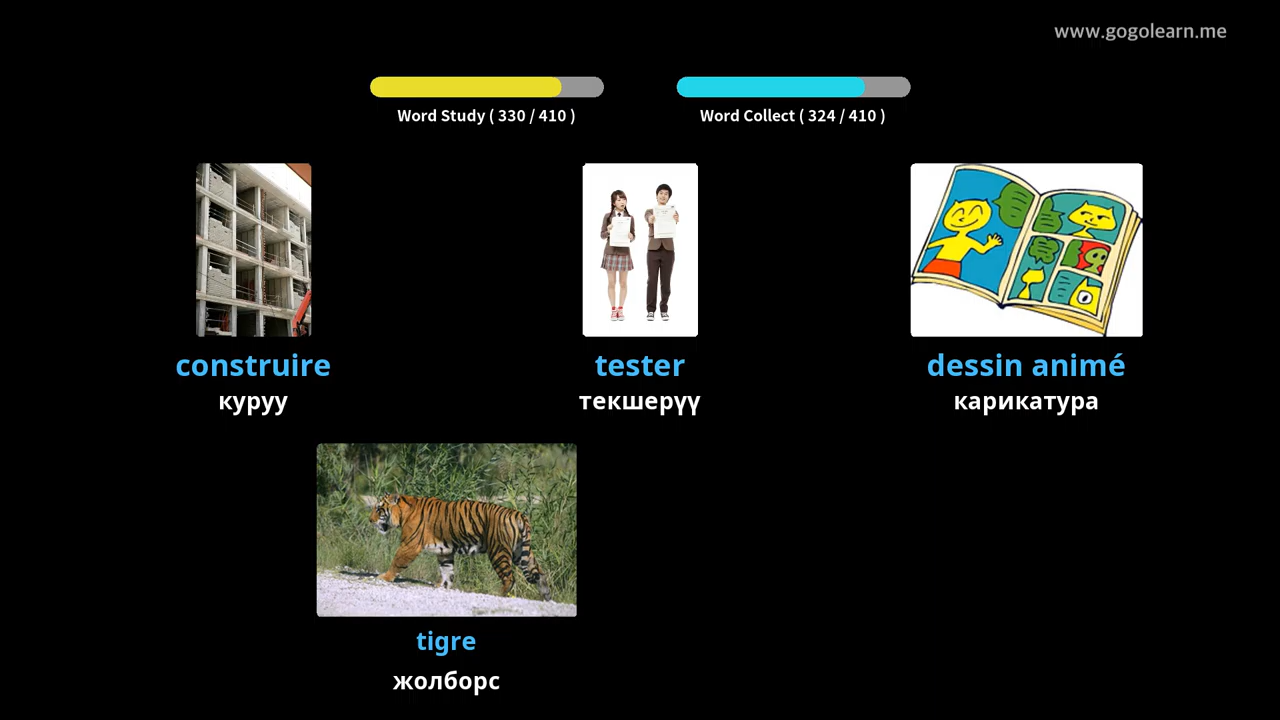 www.gogolearn.me
Word Study ( 330 / 410 )
Word Collect ( 324 / 410 )
construire
текшерүү
tester
куруу
dessin animé
карикатура
tigre
жолборс